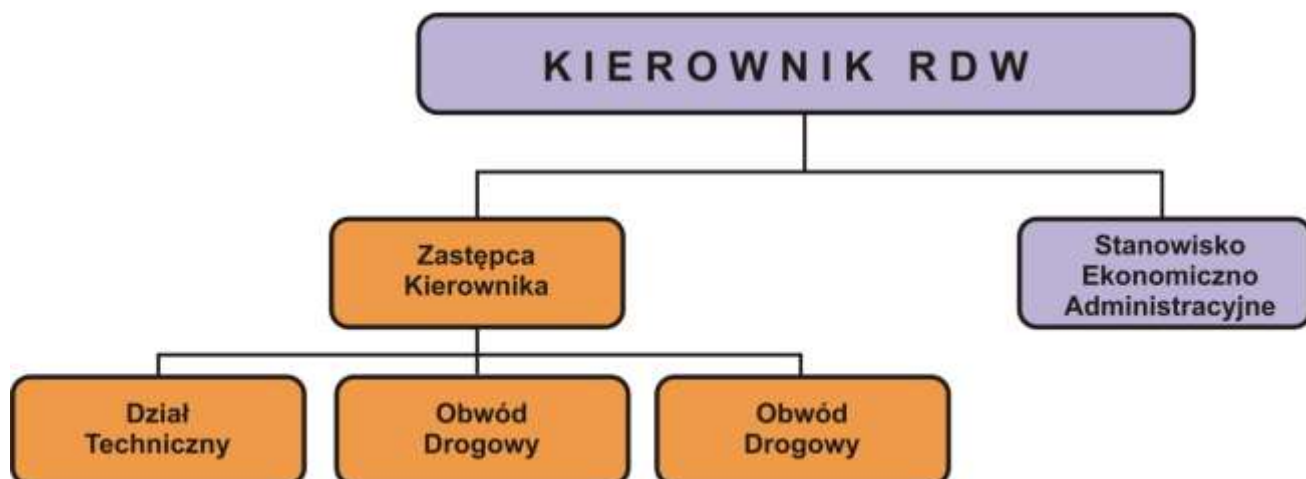 KIEROWNIK RDW
Zastępca
Kierownika
Stanowisko
Ekonomiczno
Administracyjne
Dział
Techniczny
Obwód
Drogowy
Obwód
Drogowy